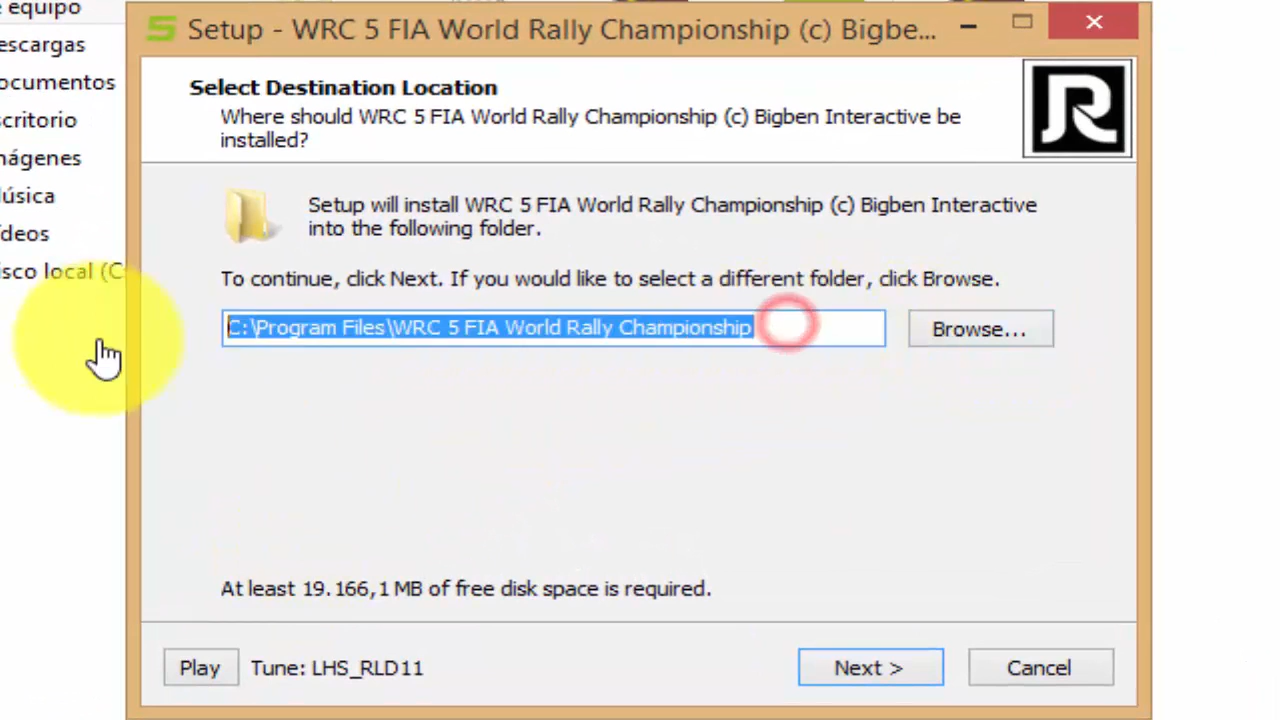 equipo
escargas
ocumentos
scritorio
mágenes
úsica
ídeos
isco local (C
Setup - WRC 5 FIA World Rally Championship (c) Bigbe...
Select Destination Location
Where should WRC 5 FIA World Rally Championship (c) Bigben Interactive be
installed?
Setup will install WRC 5 FIA World Rally Championship (c) Bigben Interactive
into the following folder.
To continue, click Next. If you would like to select a different folder, click Browse.
C:\Program Files\WRC 5 FIA World Rally Championship
Browse...
At least 19.166,1 MB of free disk space is required.
Play
Tune: LHS_RLD11
Next >
Cancel